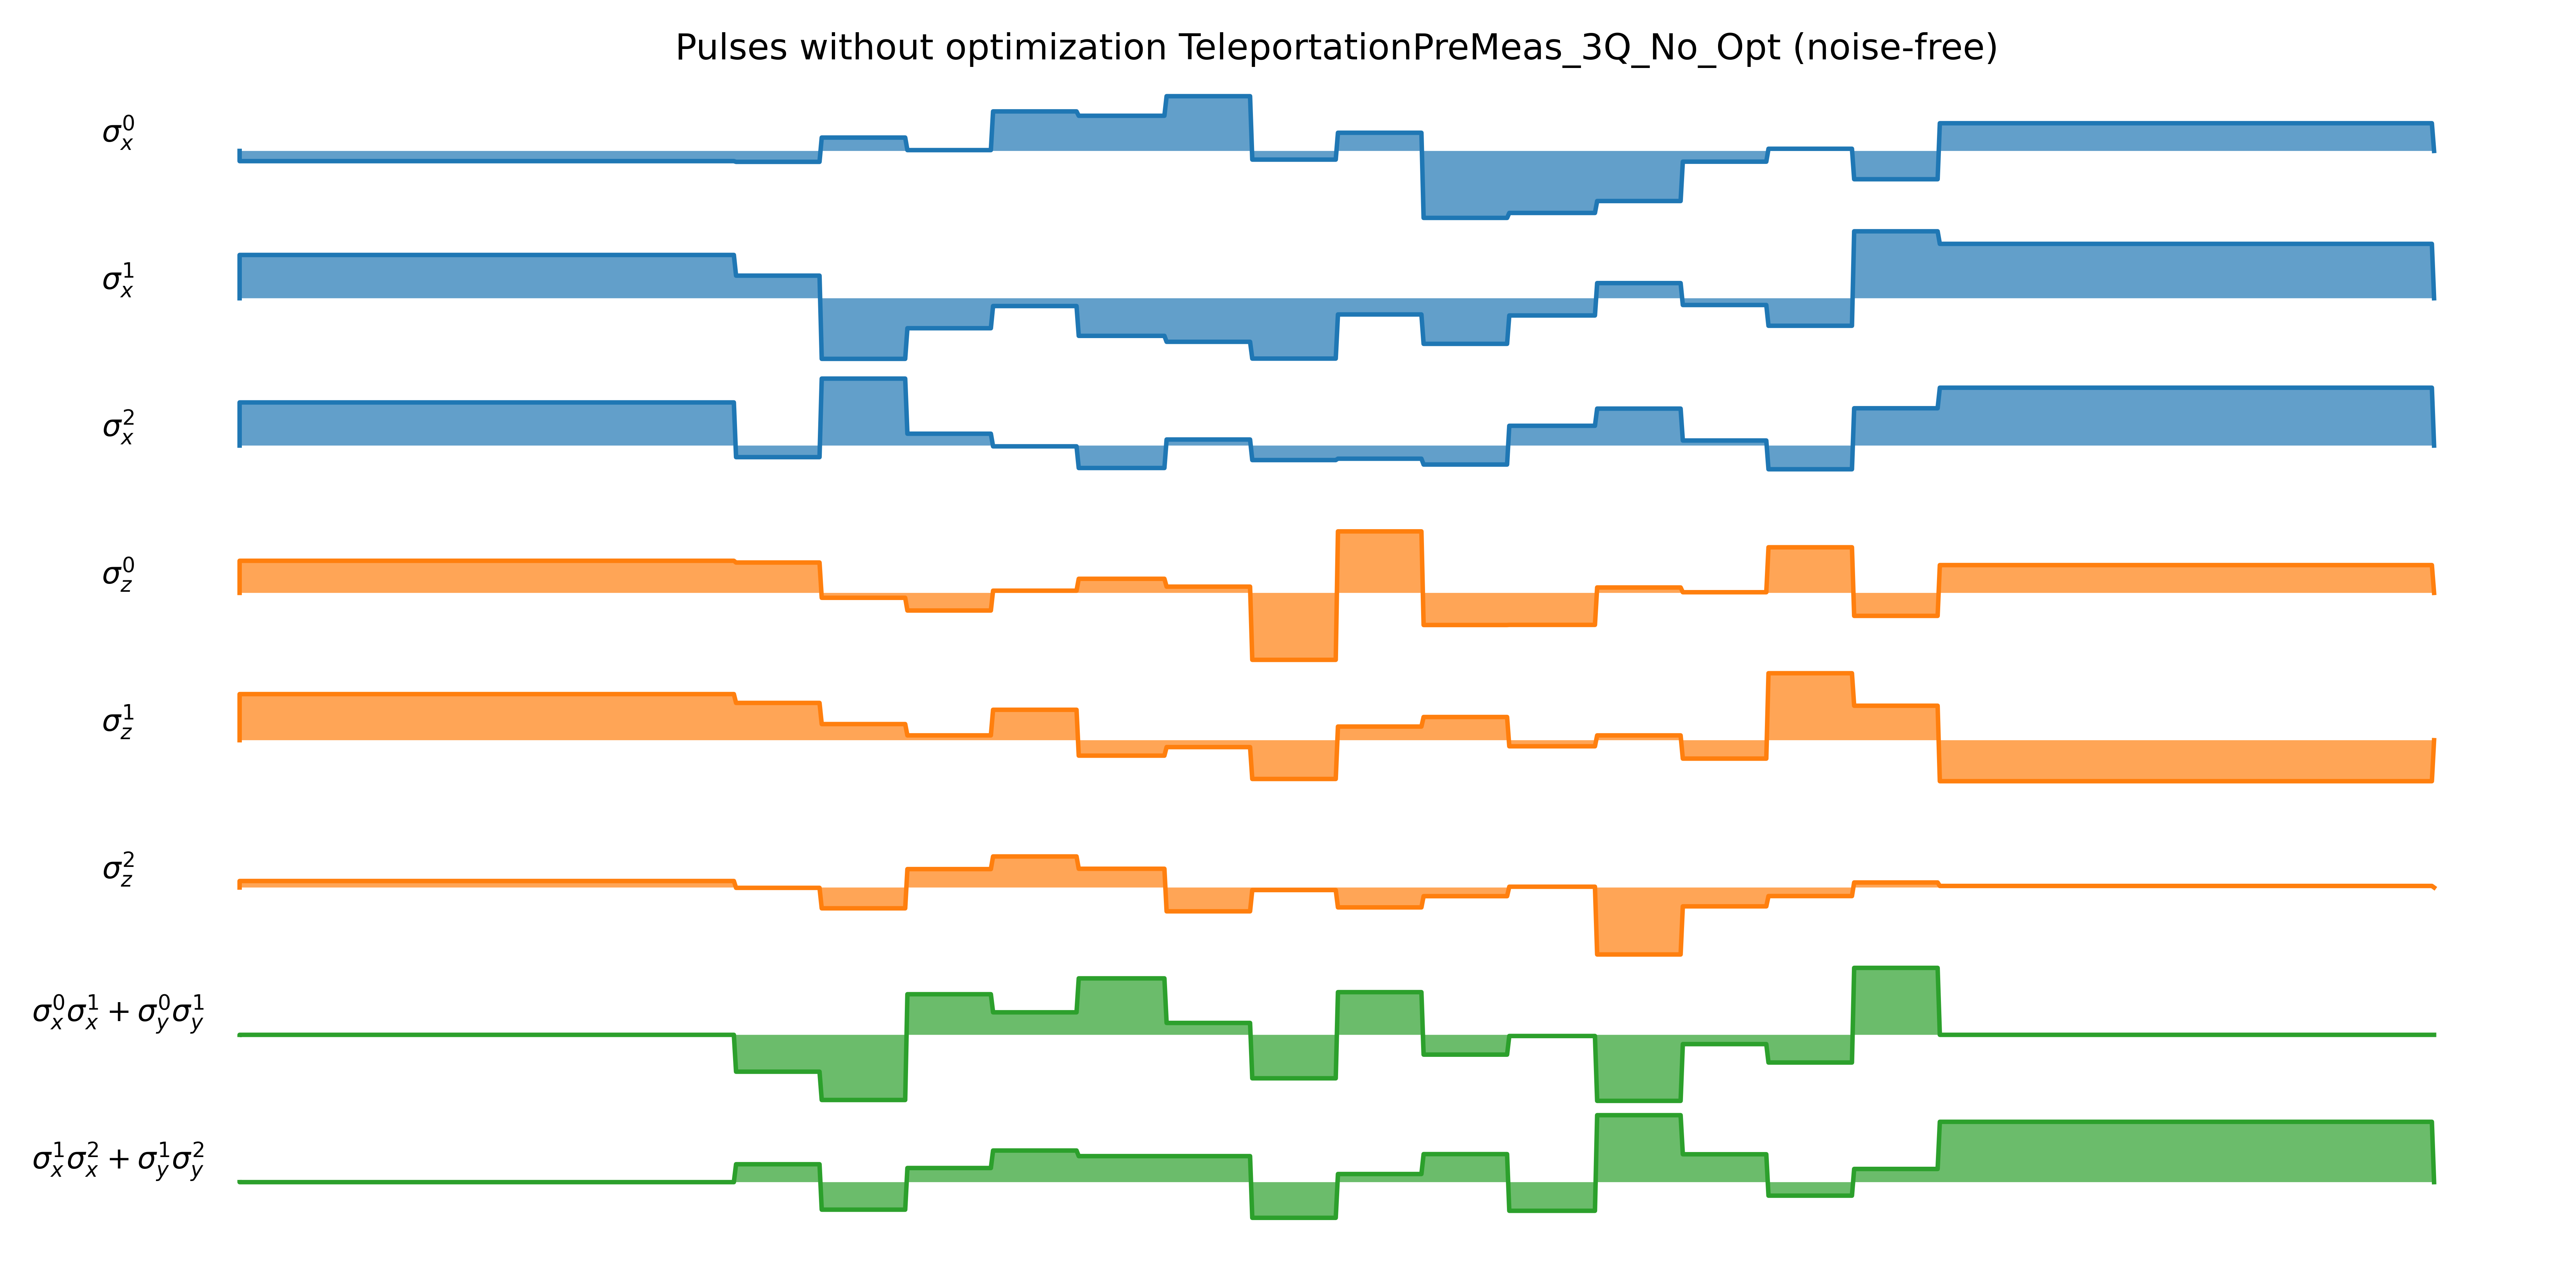 Pulses without optimization TeleportationPreMeas_3Q_No_Opt (noise-free)
σ_x^0
σ_x^1
σ_x^2
σ_z^0
σ_z^1
σ_z^2
σ_x^0σ_x^1 + σ_y^0σ_y^1
σ_x^1σ_x^2 + σ_y^1σ_y^2